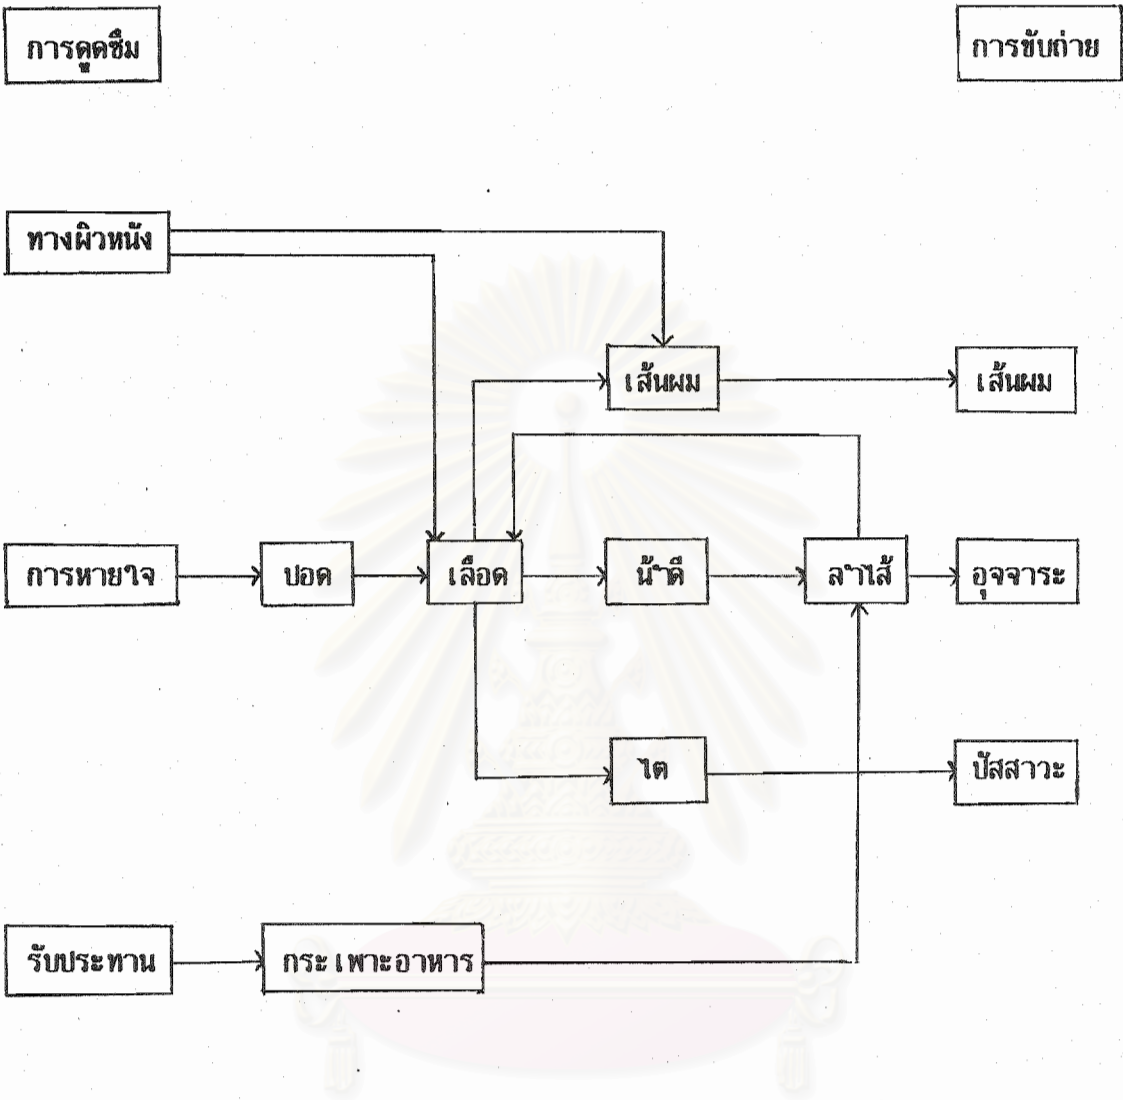 การดูดซึม
การขับถ่าย
ทางผิวหนัง
เส้นผม
เส้นผม
การหายใจ
ปอด
เลือด
น้ำดี
ลำไส้
อุจจาระ
ไต
ปัสสาวะ
รับประทาน
กระเพาะอาหาร